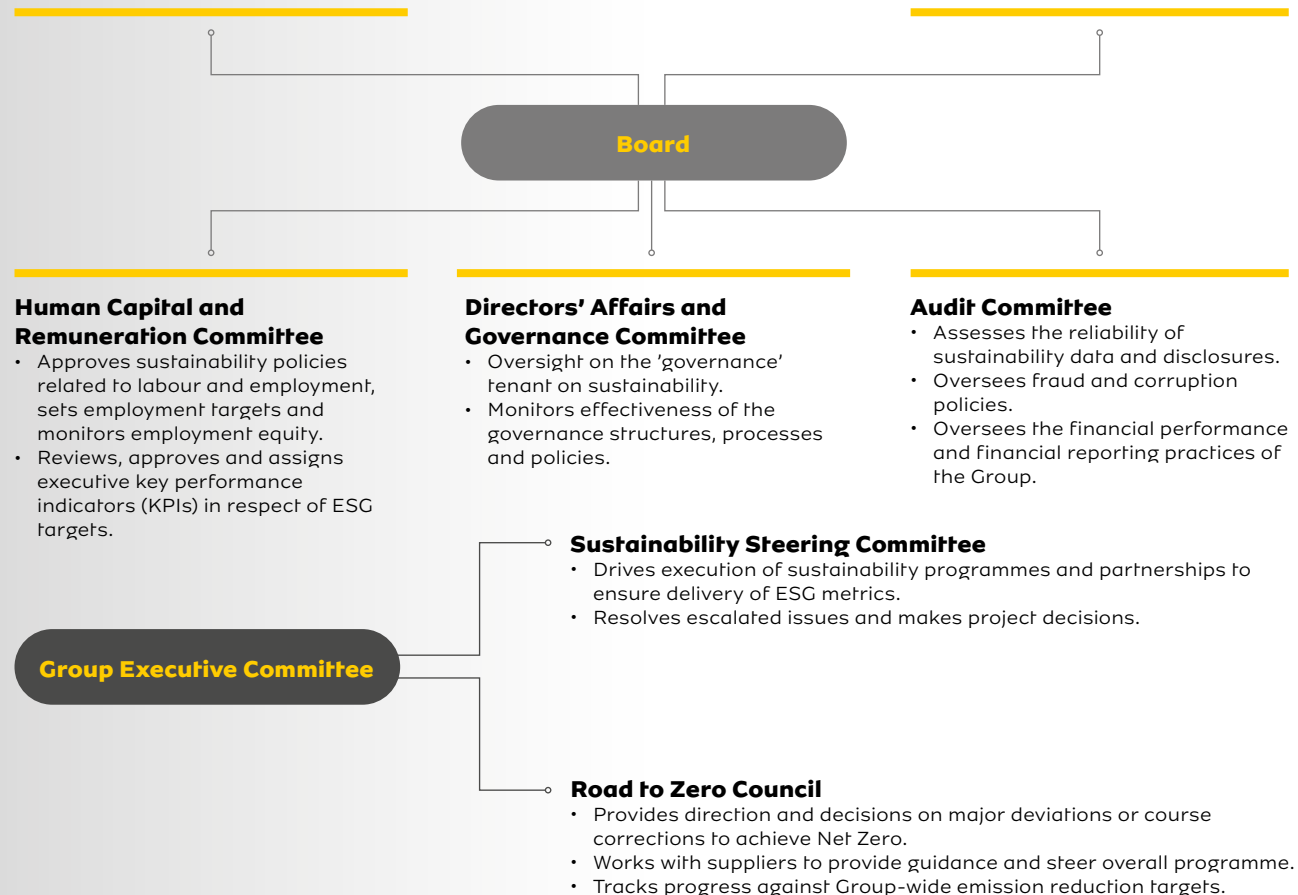 Board
Human Capital and
Remuneration Committee
• Approves sustainability policies
related to labour and employment,
sets employment targets and
monitors employment equity.
• Reviews, approves and assigns
executive key performance
indicators (KPIs) in respect of ESG
targets.
Directors' Affairs and
Governance Committee
• Oversight on the 'governance'
tenant on sustainability.
• Monitors effectiveness of the
governance structures, processes
and policies.
Audit Committee
• Assesses the reliability of
sustainability data and disclosures.
• Oversees fraud and corruption
policies.
• Oversees the financial performance
and financial reporting practices of
the Group.
Group Executive Committee
Sustainability Steering Committee
• Drives execution of sustainability programmes and partnerships to
ensure delivery of ESG metrics.
• Resolves escalated issues and makes project decisions.
Road to Zero Council
• Provides direction and decisions on major deviations or course
corrections to achieve Net Zero.
• Works with suppliers to provide guidance and steer overall programme.
• Tracks progress against Group-wide emission reduction targets.